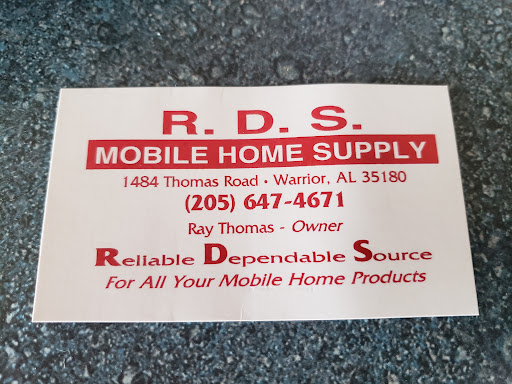 R. D. S.
MOBILE HOME SUPPLY
1484 Thomas Road • Warrior, AL 35180
(205) 647-4671
Ray Thomas - Owner
Reliable Dependable Source
For All Your Mobile Home Products